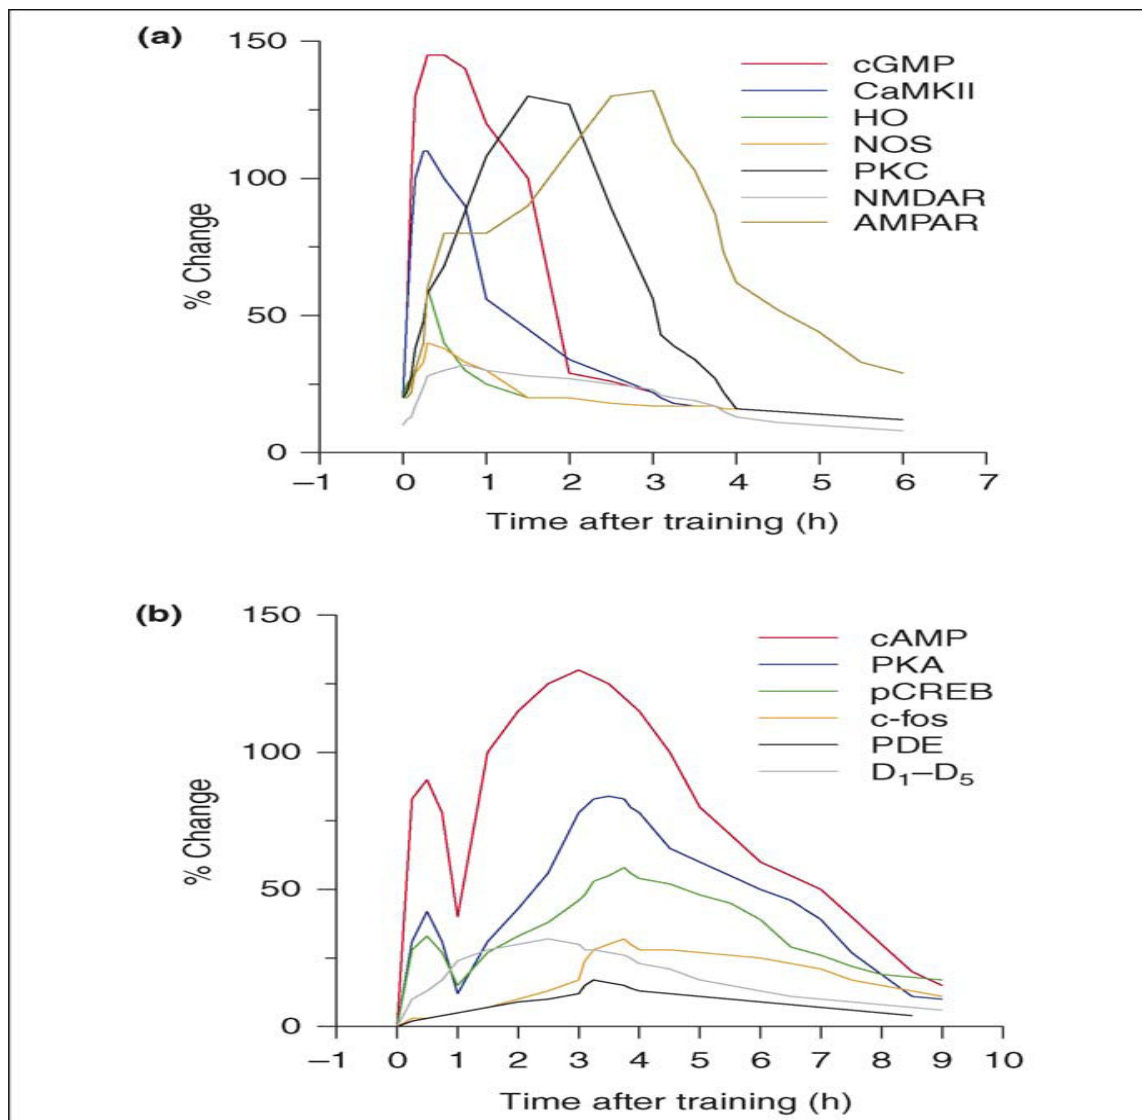 (a)
150
100
50
0
% Change
−1 0 1 2 3 4 5 6 7
Time after training (h)
cGMP
CaMKII
HO
NOS
PKC
NMDAR
AMPAR
(b)
150
100
50
0
% Change
−1 0 1 2 3 4 5 6 7 8 9 10
Time after training (h)
cAMP
PKA
pCREB
c-fos
PDE
D₁–D₅